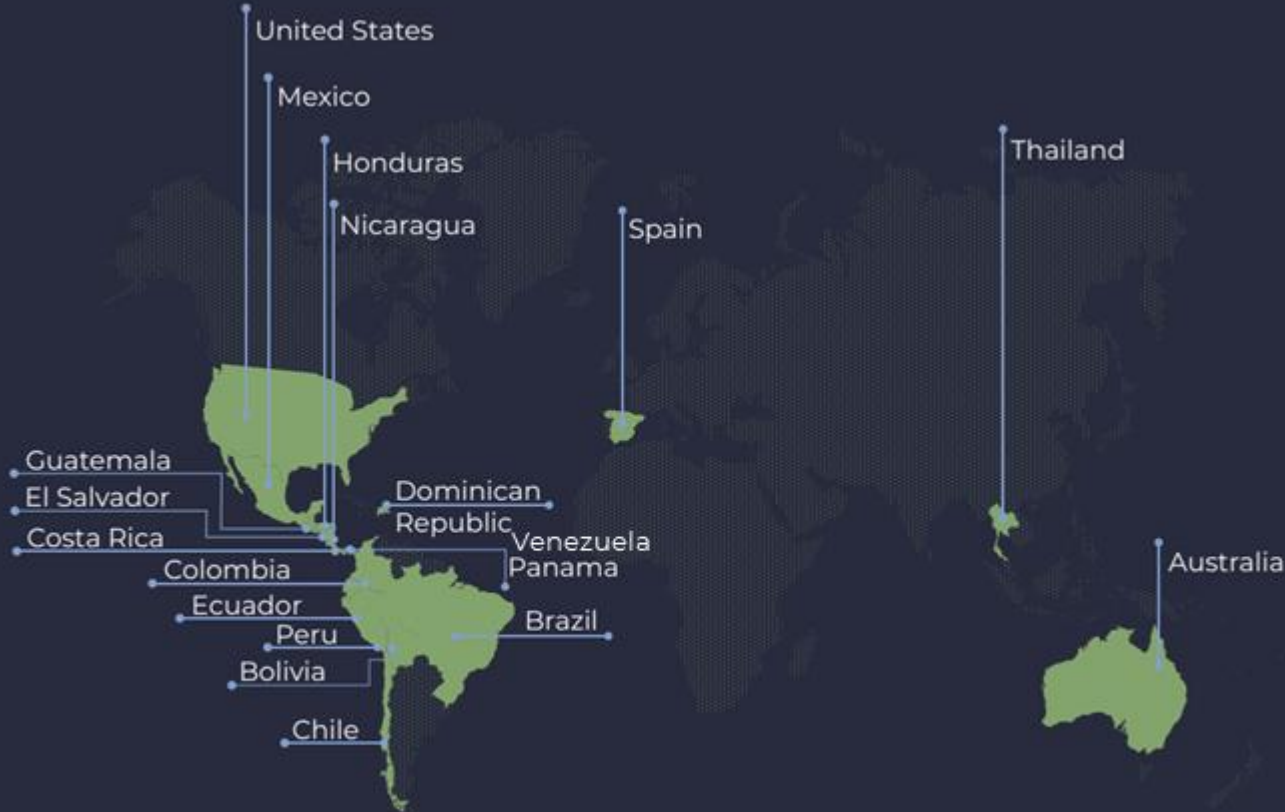 United States
Mexico
Honduras
Thailand
Nicaragua
Spain
Guatemala
El Salvador
Dominican
Republic
Costa Rica
Venezuela
Panama
Australia
Colombia
Ecuador
Brazil
Peru
Bolivia
Chile